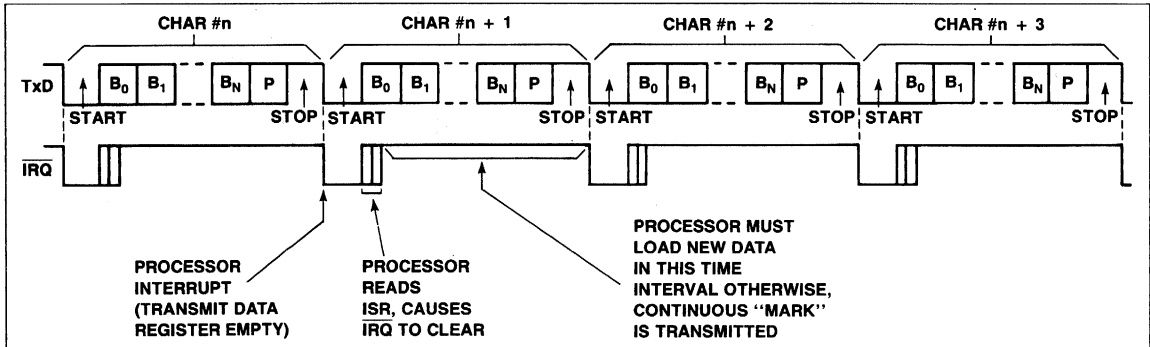 CHAR #n CHAR #n + 1 CHAR #n + 2 CHAR #n + 3
TxD B0 B1 BN P B0 B1 BN P B0 B1 BN P B0 B1 BN P
START STOP START STOP START STOP START STOP
IRQ
PROCESSOR
INTERRUPT
(TRANSMIT DATA
REGISTER EMPTY)
PROCESSOR
READS
ISR, CAUSES
IRQ TO CLEAR
PROCESSOR MUST
LOAD NEW DATA
IN THIS TIME
INTERVAL OTHERWISE,
CONTINUOUS "MARK"
IS TRANSMITTED